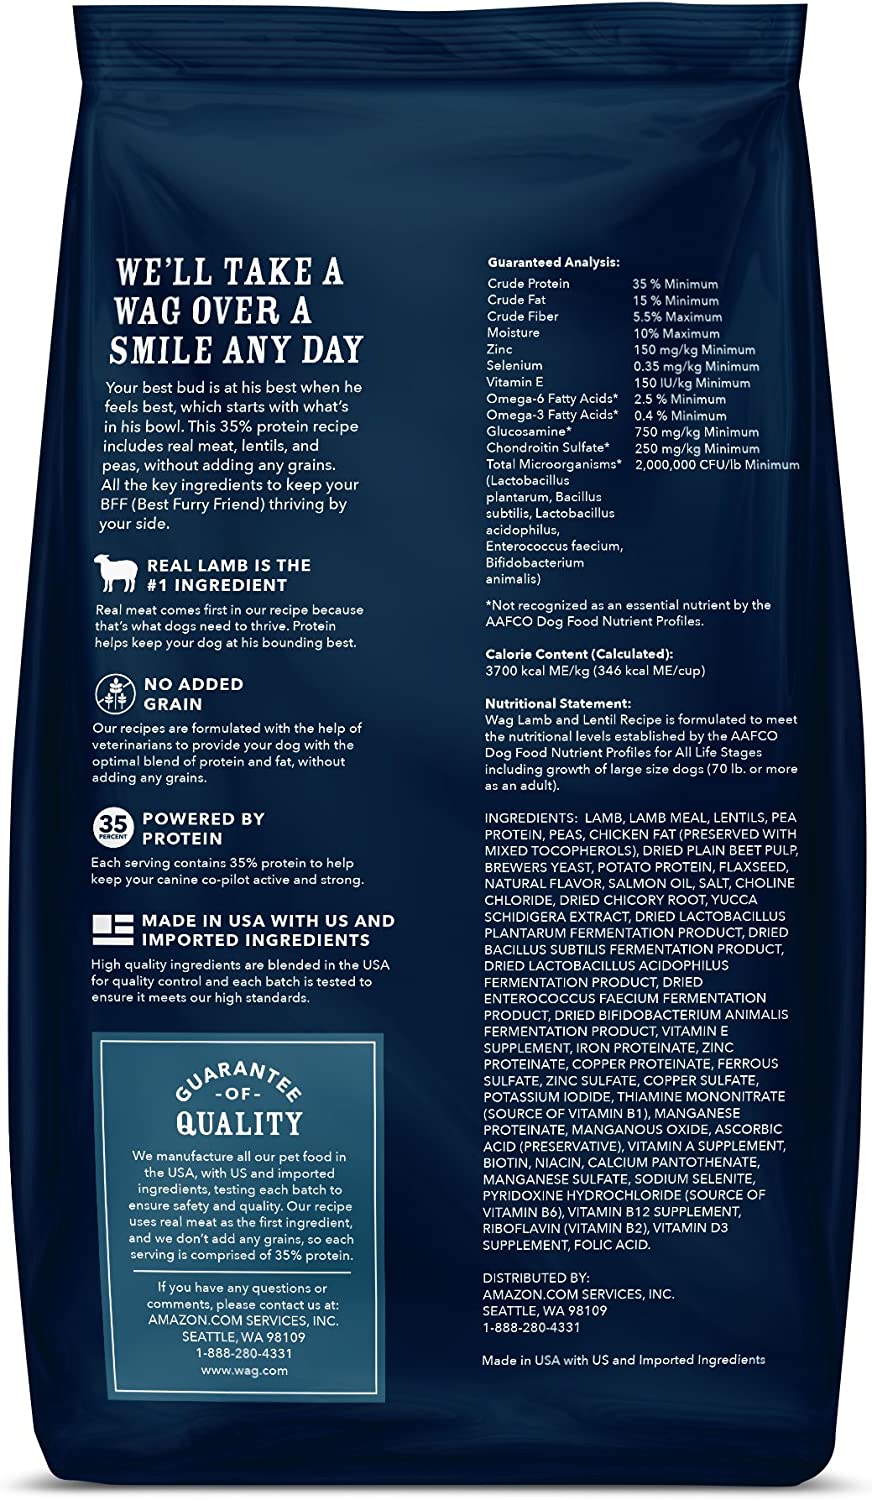 WE'LL TAKE A
WAG OVER A
SMILE ANY DAY
Your best bud is at his best when he
feels best, which starts with what's
in his bowl. This 35% protein recipe
includes real meat, lentils, and
peas, without adding any grains.
All the key ingredients to keep your
BFF (Best Furry Friend) thriving by
your side.
REAL LAMB IS THE
#1 INGREDIENT
Real meat comes first in our recipe because
that's what dogs need to thrive. Protein
helps keep your dog at his bounding best.
NO ADDED
GRAIN
Our recipes are formulated with the help of
veterinarians to provide your dog with the
optimal blend of protein and fat, without
adding any grains.
35
PERCENT
POWERED BY
PROTEIN
Each serving contains 35% protein to help
keep your canine co-pilot active and strong.
MADE IN USA WITH US AND
IMPORTED INGREDIENTS
High quality ingredients are blended in the USA
for quality control and each batch is tested to
ensure it meets our high standards.
GUARANTEE
-OF-
QUALITY
We manufacture all our pet food in
the USA, with US and imported
ingredients, testing each batch to
ensure safety and quality. Our recipe
uses real meat as the first ingredient,
and we don't add any grains, so each
serving is comprised of 35% protein.
If you have any questions or
comments, please contact us at:
AMAZON.COM SERVICES, INC.
SEATTLE, WA 98109
1-888-280-4331
www.wag.com
Guaranteed Analysis:
Crude Protein 35 % Minimum
Crude Fat 15 % Minimum
Crude Fiber 5.5% Maximum
Moisture 10% Maximum
Zinc 150 mg/kg Minimum
Selenium 0.35 mg/kg Minimum
Vitamin E 150 IU/kg Minimum
Omega-6 Fatty Acids* 2.5 % Minimum
Omega-3 Fatty Acids* 0.4 % Minimum
Glucosamine* 750 mg/kg Minimum
Chondroitin Sulfate* 250 mg/kg Minimum
Total Microorganisms* 2,000,000 CFU/lb Minimum
(Lactobacillus
plantarum, Bacillus
subtilis, Lactobacillus
acidophilus,
Enterococcus faecium,
Bifidobacterium
animalis)
*Not recognized as an essential nutrient by the
AAFCO Dog Food Nutrient Profiles.
Calorie Content (Calculated):
3700 kcal ME/kg (346 kcal ME/cup)
Nutritional Statement:
Wag Lamb and Lentil Recipe is formulated to meet
the nutritional levels established by the AAFCO
Dog Food Nutrient Profiles for All Life Stages
including growth of large size dogs (70 lb. or more
as an adult).
INGREDIENTS: LAMB, LAMB MEAL, LENTILS, PEA
PROTEIN, PEAS, CHICKEN FAT (PRESERVED WITH
MIXED TOCOPHEROLS), DRIED PLAIN BEET PULP,
BREWERS YEAST, POTATO PROTEIN, FLAXSEED,
NATURAL FLAVOR, SALMON OIL, SALT, CHOLINE
CHLORIDE, DRIED CHICORY ROOT, YUCCA
SCHIDIGERA EXTRACT, DRIED LACTOBACILLUS
PLANTARUM FERMENTATION PRODUCT, DRIED
BACILLUS SUBTILIS FERMENTATION PRODUCT,
DRIED LACTOBACILLUS ACIDOPHILUS
FERMENTATION PRODUCT, DRIED
ENTEROCOCCUS FAECIUM FERMENTATION
PRODUCT, DRIED BIFIDOBACTERIUM ANIMALIS
FERMENTATION PRODUCT, VITAMIN E
SUPPLEMENT, IRON PROTEINATE, ZINC
PROTEINATE, COPPER PROTEINATE, FERROUS
SULFATE, ZINC SULFATE, COPPER SULFATE,
POTASSIUM IODIDE, THIAMINE MONONITRATE
(SOURCE OF VITAMIN B1), MANGANESE
PROTEINATE, MANGANOUS OXIDE, ASCORBIC
ACID (PRESERVATIVE), VITAMIN A SUPPLEMENT,
BIOTIN, NIACIN, CALCIUM PANTOTHENATE,
MANGANESE SULFATE, SODIUM SELENITE,
PYRIDOXINE HYDROCHLORIDE (SOURCE OF
VITAMIN B6), VITAMIN B12 SUPPLEMENT,
RIBOFLAVIN (VITAMIN B2), VITAMIN D3
SUPPLEMENT, FOLIC ACID.
DISTRIBUTED BY:
AMAZON.COM SERVICES, INC.
SEATTLE, WA 98109
1-888-280-4331
Made in USA with US and Imported Ingredients